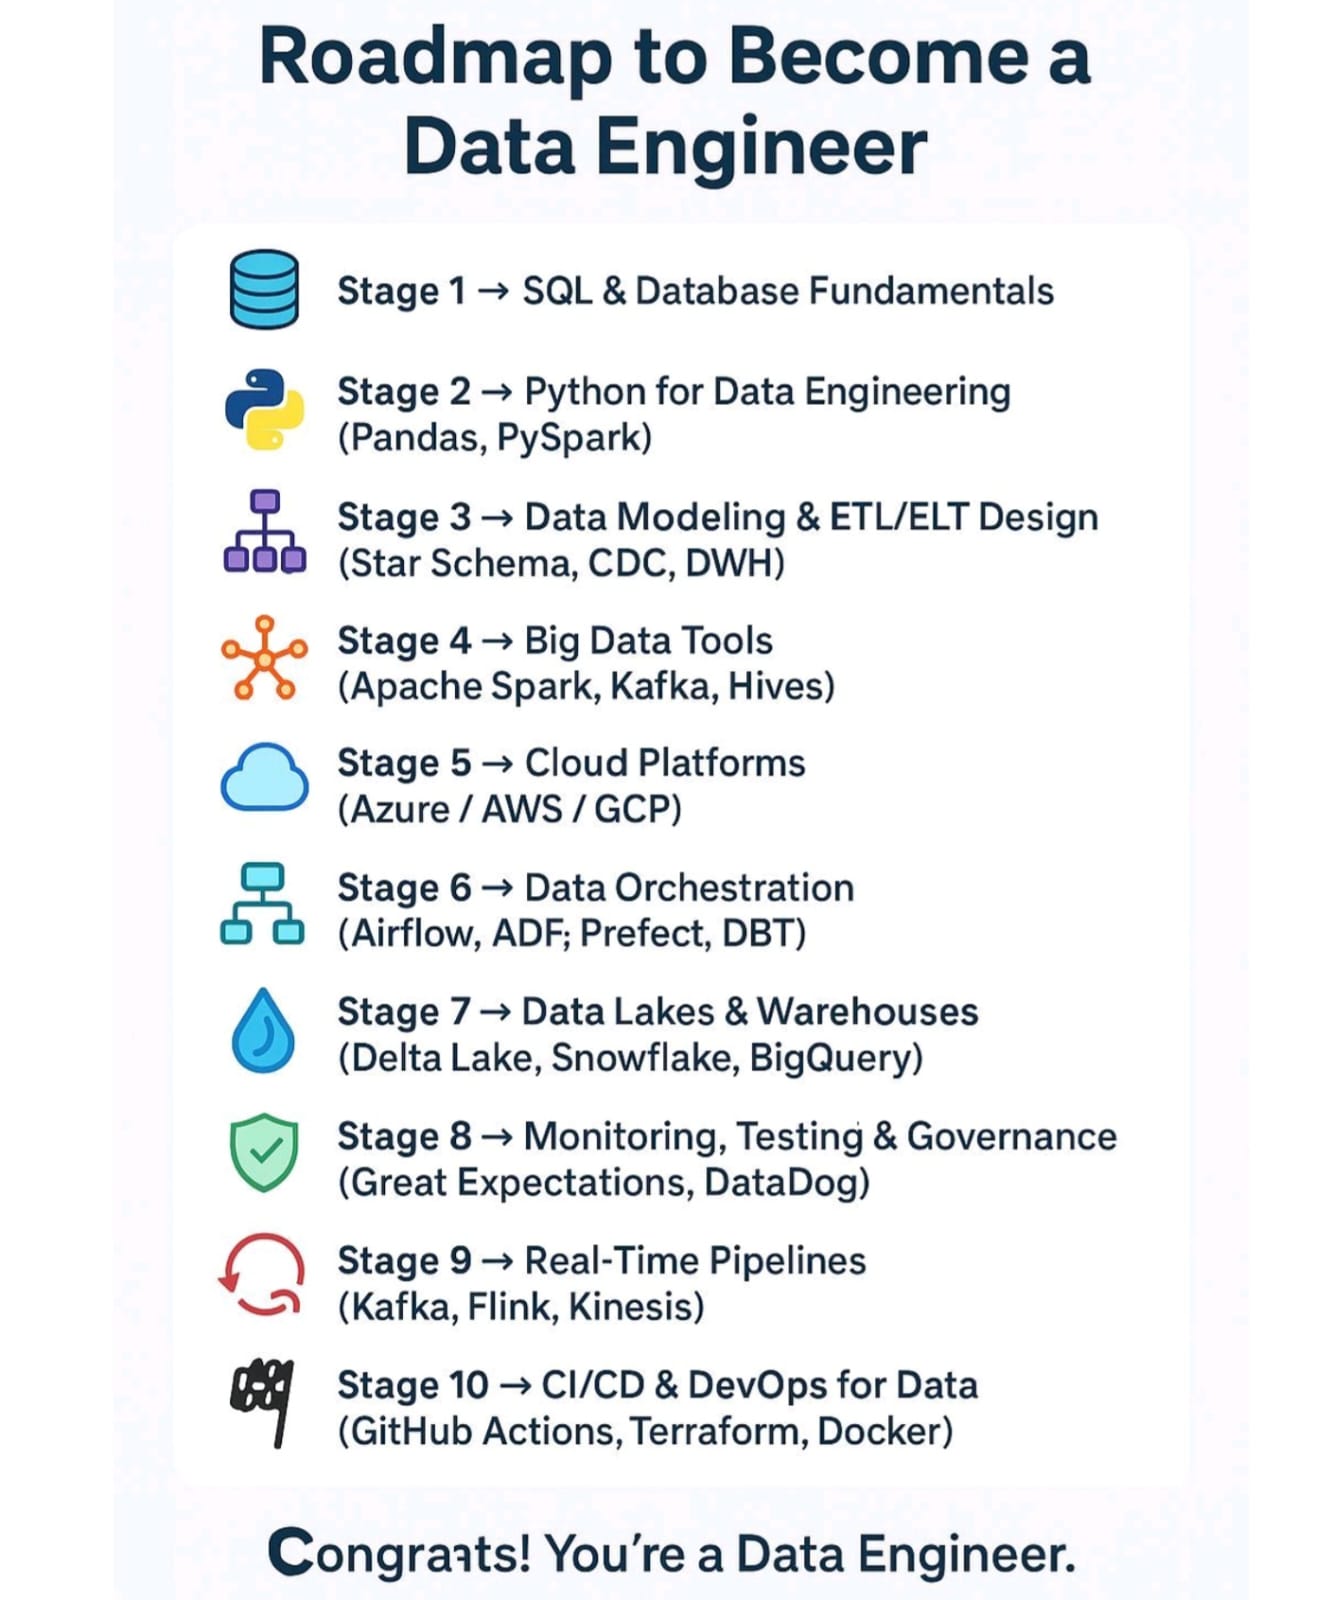 Roadmap to Become a
Data Engineer
Stage 1 → SQL & Database Fundamentals
Stage 2 → Python for Data Engineering
(Pandas, PySpark)
Stage 3 → Data Modeling & ETL/ELT Design
(Star Schema, CDC, DWH)
Stage 4 → Big Data Tools
(Apache Spark, Kafka, Hives)
Stage 5 → Cloud Platforms
(Azure / AWS / GCP)
Stage 6 → Data Orchestration
(Airflow, ADF; Prefect, DBT)
Stage 7 → Data Lakes & Warehouses
(Delta Lake, Snowflake, BigQuery)
Stage 8 → Monitoring, Testing & Governance
(Great Expectations, DataDog)
Stage 9 → Real-Time Pipelines
(Kafka, Flink, Kinesis)
Stage 10 → CI/CD & DevOps for Data
(GitHub Actions, Terraform, Docker)
Congraats! You're a Data Engineer.